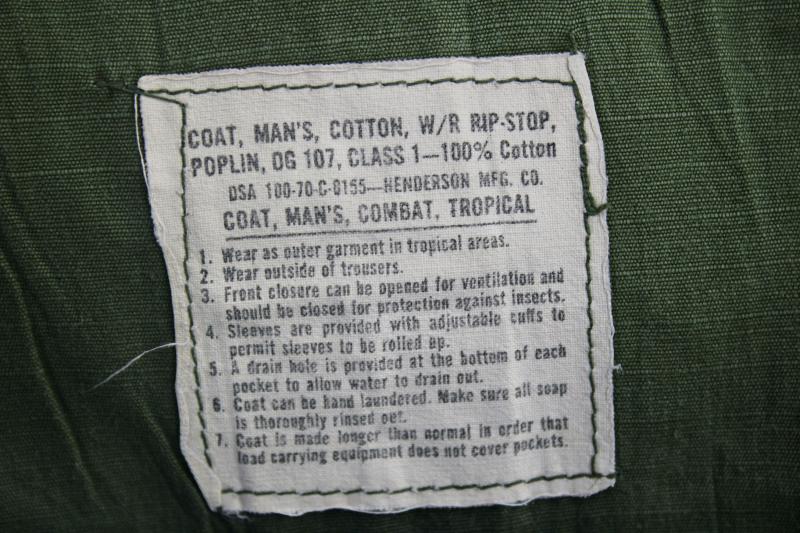 COAT, MAN'S, COTTON, W/R RIP-STOP,
POPLIN, OG 107, CLASS 1—100% Cotton
DSA 100-70-C-0155—HENDERSON MFG. CO.
COAT, MAN'S, COMBAT, TROPICAL
1. Wear as outer garment in tropical areas.
2. Wear outside of trousers.
3. Front closure can be opened for ventilation and
should be closed for protection against insects.
4. Sleeves are provided with adjustable cuffs to
permit sleeves to be rolled up.
5. A drain hole is provided at the bottom of each
pocket to allow water to drain out.
6. Coat can be hand laundered. Make sure all soap
is thoroughly rinsed out.
7. Coat is made longer than normal in order that
load carrying equipment does not cover pockets.